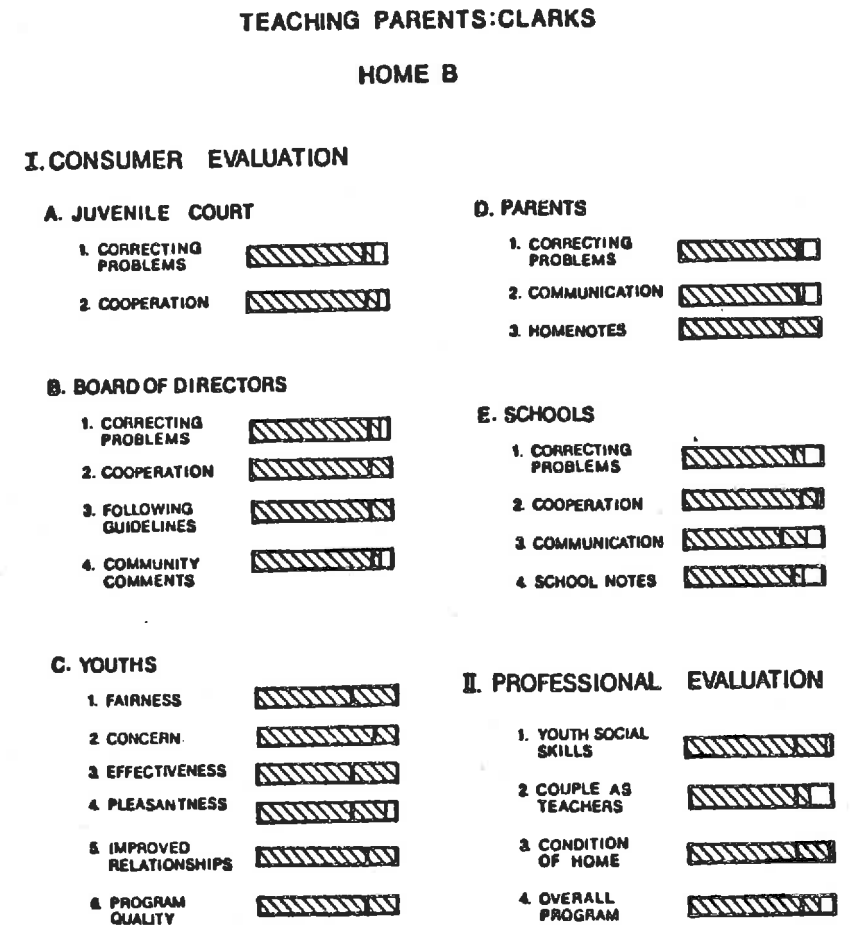 TEACHING PARENTS:CLARKS
HOME B
I. CONSUMER EVALUATION
A. JUVENILE COURT
1. CORRECTING
PROBLEMS
2. COOPERATION
B. BOARD OF DIRECTORS
1. CORRECTING
PROBLEMS
2. COOPERATION
3. FOLLOWING
GUIDELINES
4. COMMUNITY
COMMENTS
C. YOUTHS
1. FAIRNESS
2 CONCERN
3 EFFECTIVENESS
4. PLEASANTNESS
5 IMPROVED
RELATIONSHIPS
6. PROGRAM
QUALITY
D. PARENTS
1. CORRECTING
PROBLEMS
2. COMMUNICATION
3. HOMENOTES
E. SCHOOLS
1. CORRECTING
PROBLEMS
2. COOPERATION
3 COMMUNICATION
4. SCHOOL NOTES
II. PROFESSIONAL EVALUATION
1. YOUTH SOCIAL
SKILLS
2 COUPLE AS
TEACHERS
3 CONDITION
OF HOME
4. OVERALL
PROGRAM